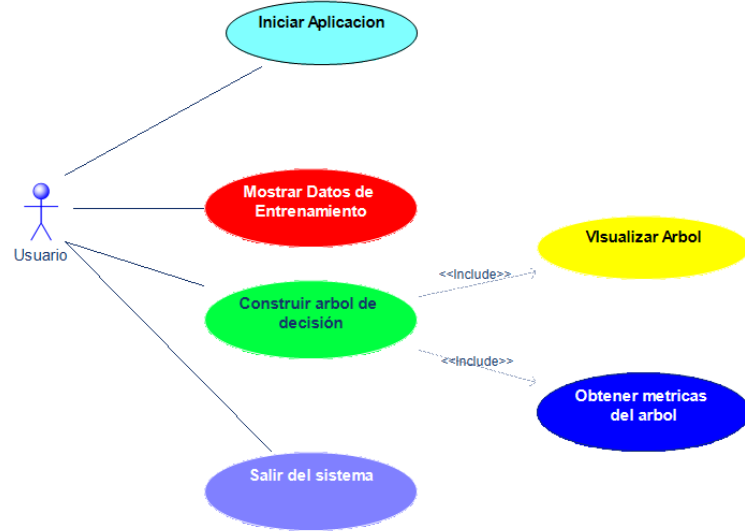 Iniciar Aplicacion
Mostrar Datos de
Entrenamiento
Usuario
VIsualizar Arbol
<<Include>>
Construir arbol de
decisión
<<Include>>
Obtener metricas
del arbol
Salir del sistema